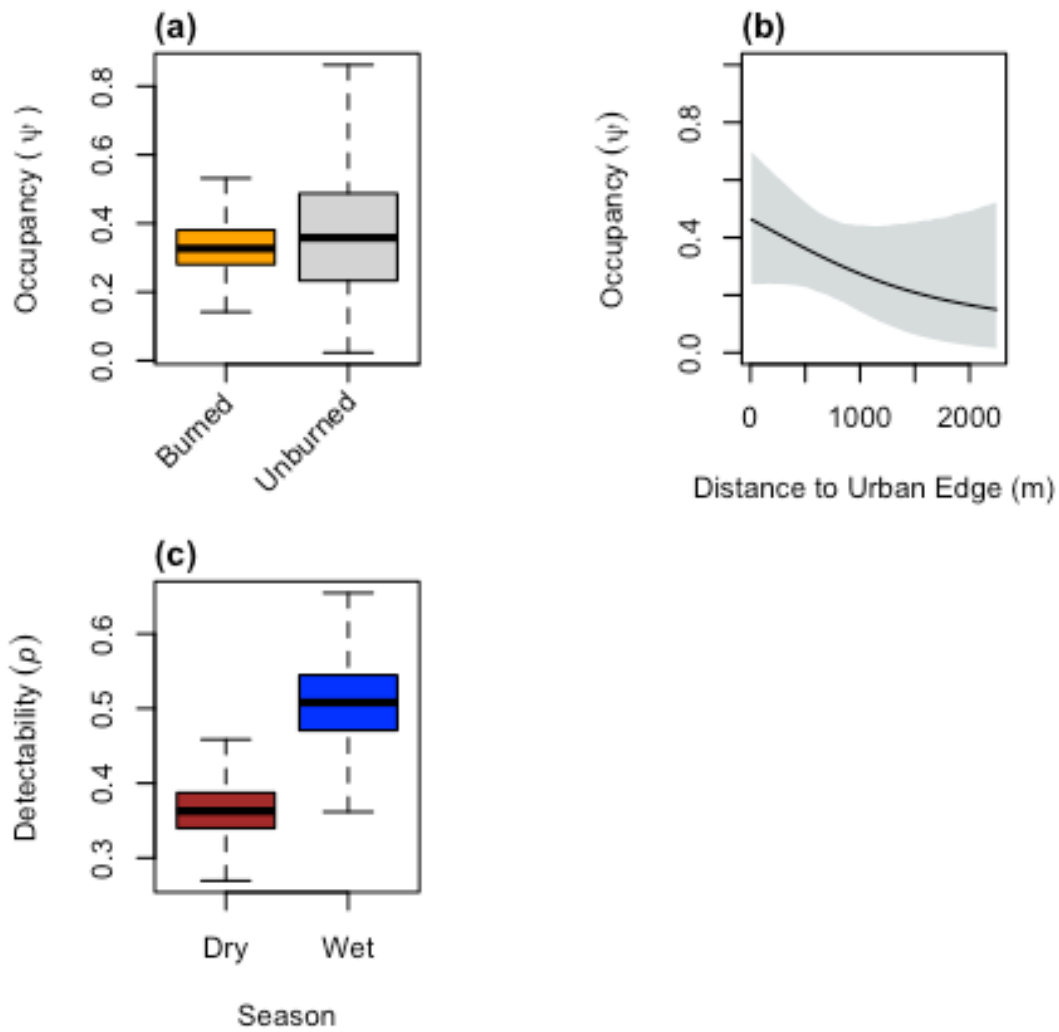 (a)
Occupancy ( ψ )
0.8
0.6
0.4
0.2
0.0
Burned
Unburned
(b)
Occupancy (ψ)
0.8
0.4
0.0
0
1000
2000
Distance to Urban Edge (m)
(c)
Detectability (p)
0.6
0.5
0.4
0.3
Dry
Wet
Season